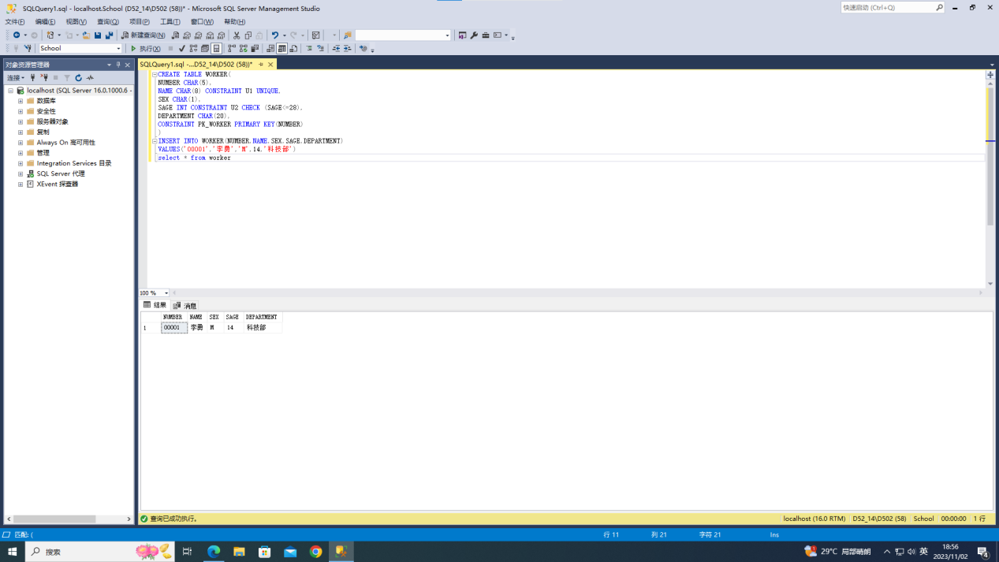 SQLQuery1.sql - localhost.School (D52_14\D502 (58))* - Microsoft SQL Server Management Studio
快速启动 (Ctrl+Q)
文件(F) 编辑(E) 视图(V) 查询(Q) 项目(P) 工具(T) 窗口(W) 帮助(H)
新建查询(N)
School 执行(X)
对象资源管理器
连接
localhost (SQL Server 16.0.1000.6 -
数据库
安全性
服务器对象
复制
Always On 高可用性
管理
Integration Services 目录
SQL Server 代理
XEvent 探查器
SQLQuery1.sql -...D52_14\D502 (58))*
CREATE TABLE WORKER(
NUMBER CHAR(5),
NAME CHAR(8) CONSTRAINT U1 UNIQUE,
SEX CHAR(1),
SAGE INT CONSTRAINT U2 CHECK (SAGE<=28),
DEPARTMENT CHAR(20),
CONSTRAINT PK_WORKER PRIMARY KEY(NUMBER)
)
INSERT INTO WORKER(NUMBER,NAME,SEX,SAGE,DEPARTMENT)
VALUES('00001','李勇','M',14,'科技部')
select * from worker
100 %
结果 消息
NUMBER NAME SEX SAGE DEPARTMENT
1 00001 李勇 M 14 科技部
查询已成功执行。 localhost (16.0 RTM) D52_14\D502 (58) School 00:00:00 1 行
匹配: ( 行 11 列 21 字符 21 Ins
搜索 29°C 局部晴朗 英 18:56
2023/11/02 4